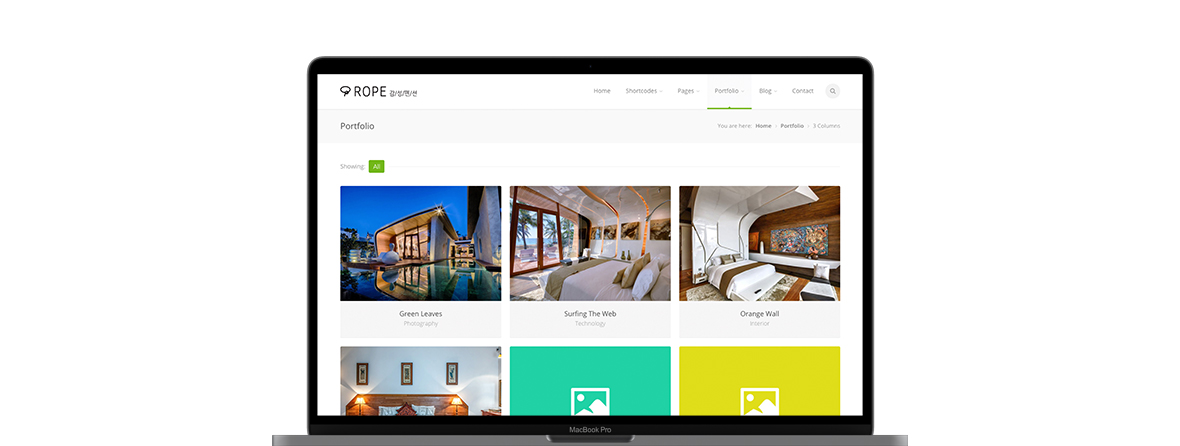 ROPE 감/성/펜/션
Home Shortcodes Pages Portfolio Blog Contact
Portfolio
You are here: Home › Portfolio › 3 Columns
Showing: All
Green Leaves
Photography
Surfing The Web
Technology
Orange Wall
Interior
MacBook Pro